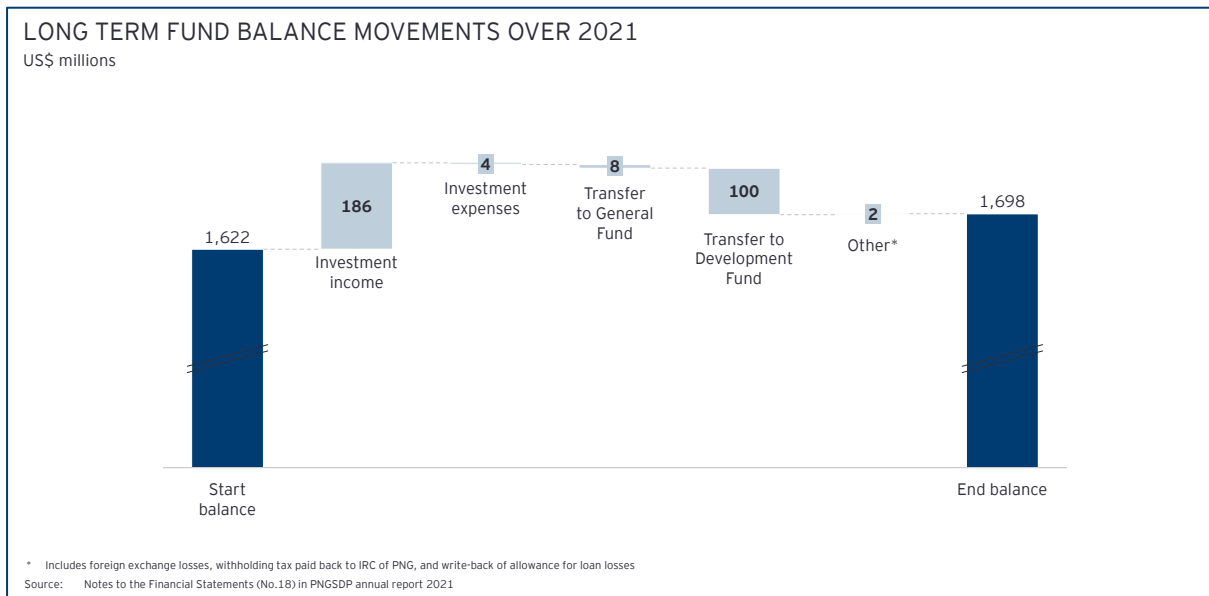 LONG TERM FUND BALANCE MOVEMENTS OVER 2021
US$ millions
1,622
186
Investment
income
4
Investment
expenses
8
Transfer
to General
Fund
100
Transfer to
Development
Fund
2
Other*
1,698
Start
balance
End balance
* Includes foreign exchange losses, withholding tax paid back to IRC of PNG, and write-back of allowance for loan losses
Source: Notes to the Financial Statements (No.18) in PNGSDP annual report 2021